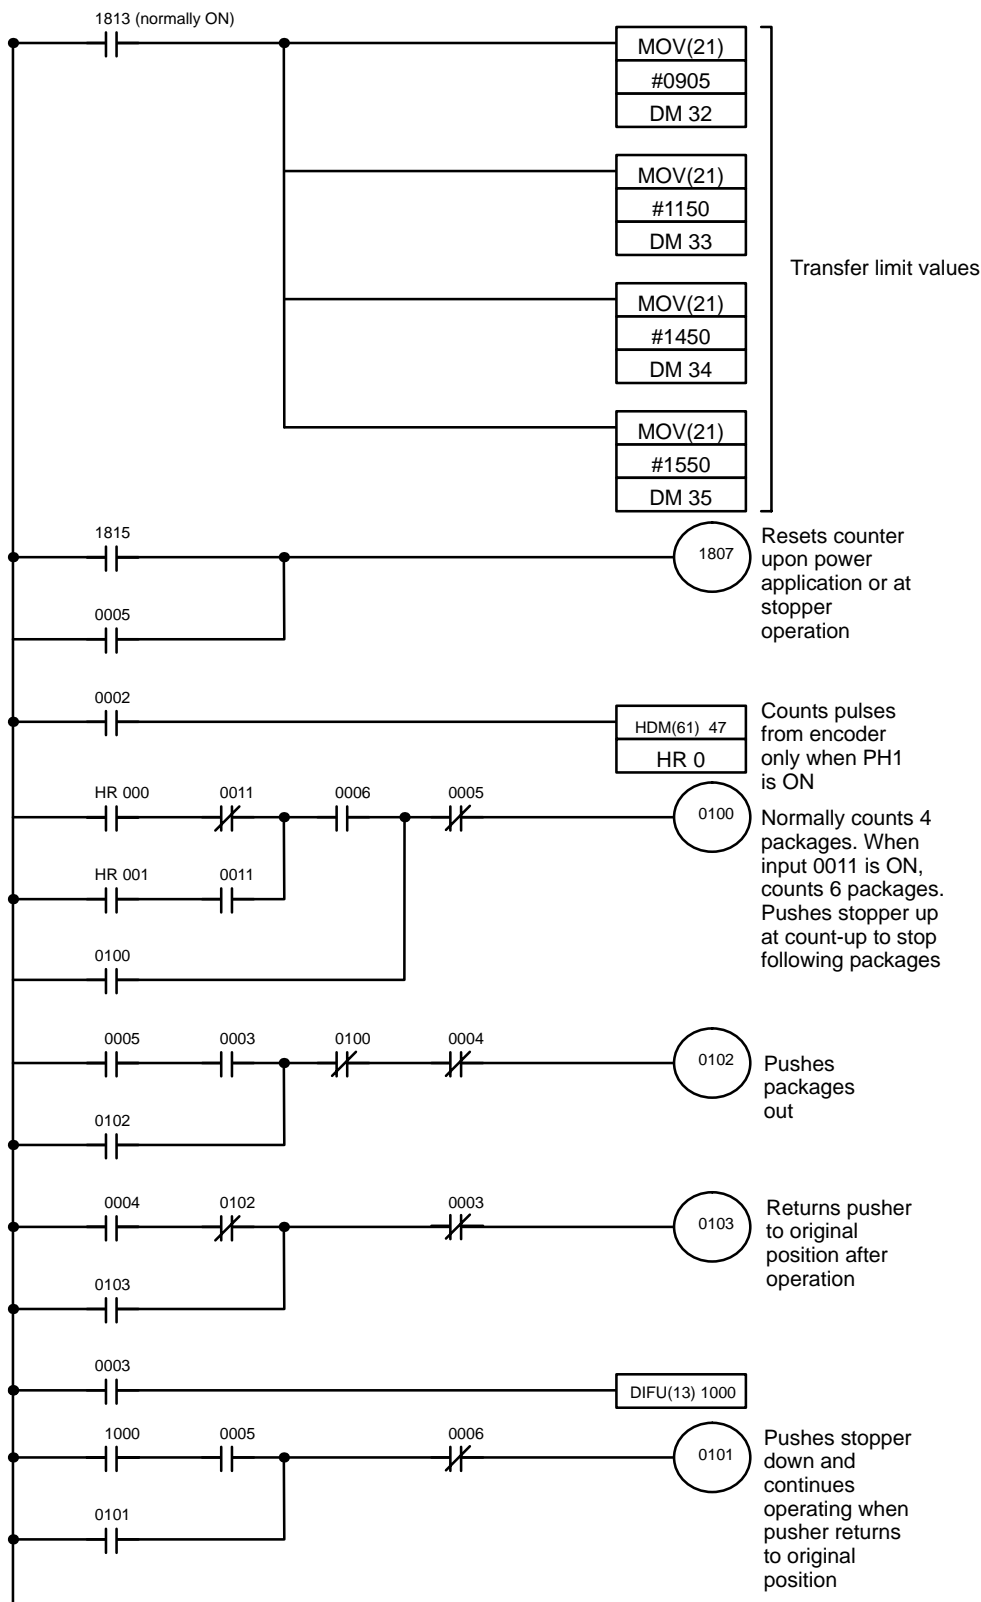 1813 (normally ON)
MOV(21)
#0905
DM 32
MOV(21)
#1150
DM 33
Transfer limit values
MOV(21)
#1450
DM 34
MOV(21)
#1550
DM 35
1815
1807
Resets counter
upon power
application or at
stopper
operation
0005
0002
HDM(61) 47
HR 0
Counts pulses
from encoder
only when PH1
is ON
HR 000
0011
0006
0005
0100
Normally counts 4
packages. When
input 0011 is ON,
counts 6 packages.
Pushes stopper up
at count-up to stop
following packages
HR 001
0011
0100
0005
0003
0100
0004
0102
Pushes
packages
out
0102
0004
0102
0003
0103
Returns pusher
to original
position after
operation
0103
0003
DIFU(13) 1000
1000
0005
0006
0101
Pushes stopper
down and
continues
operating when
pusher returns
to original
position
0101